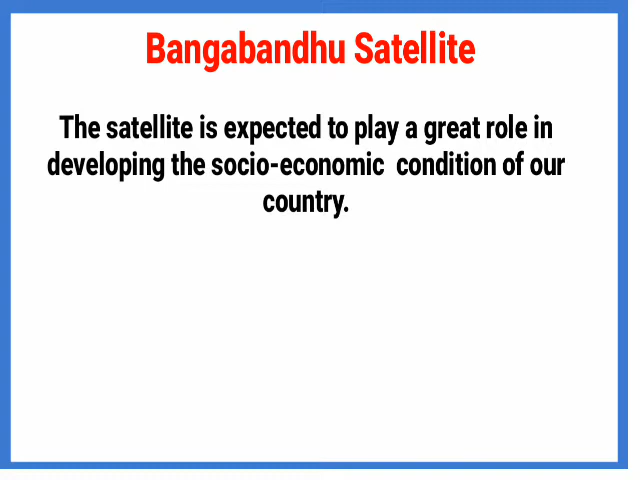 Bangabandhu Satellite
The satellite is expected to play a great role in
developing the socio-economic  condition of our
country.